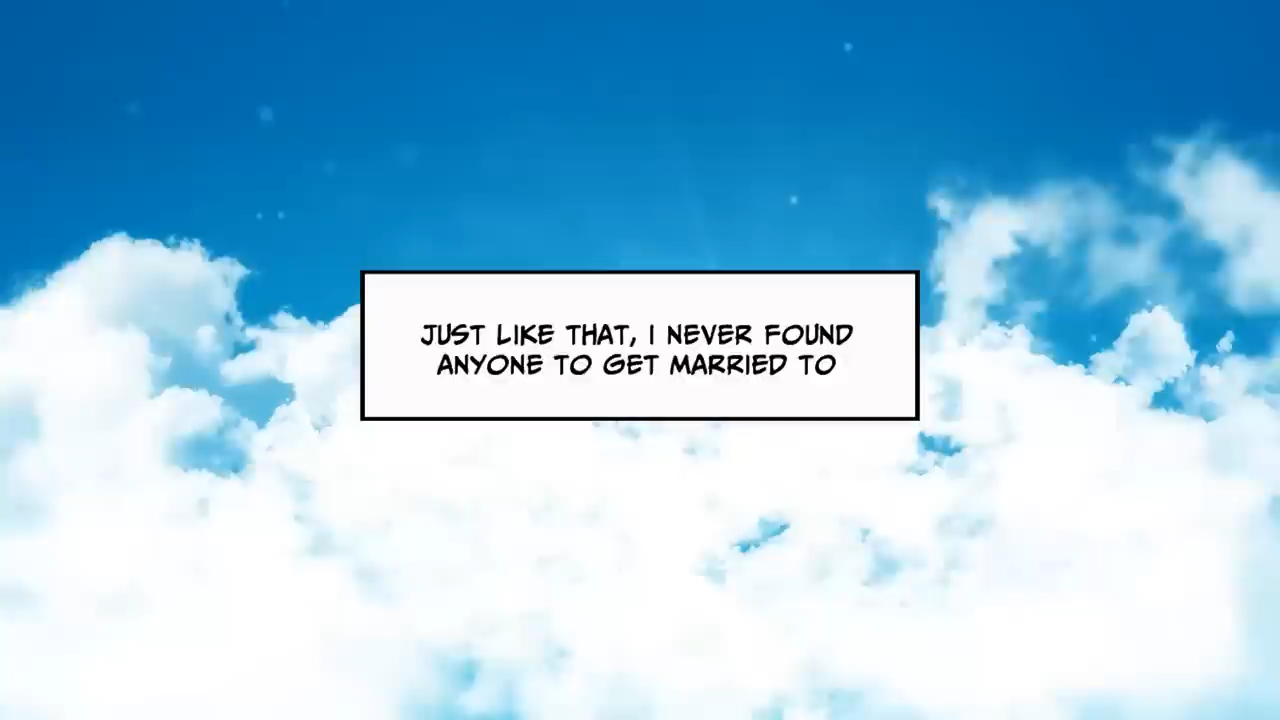 JUST LIKE THAT, I NEVER FOUND
ANYONE TO GET MARRIED TO